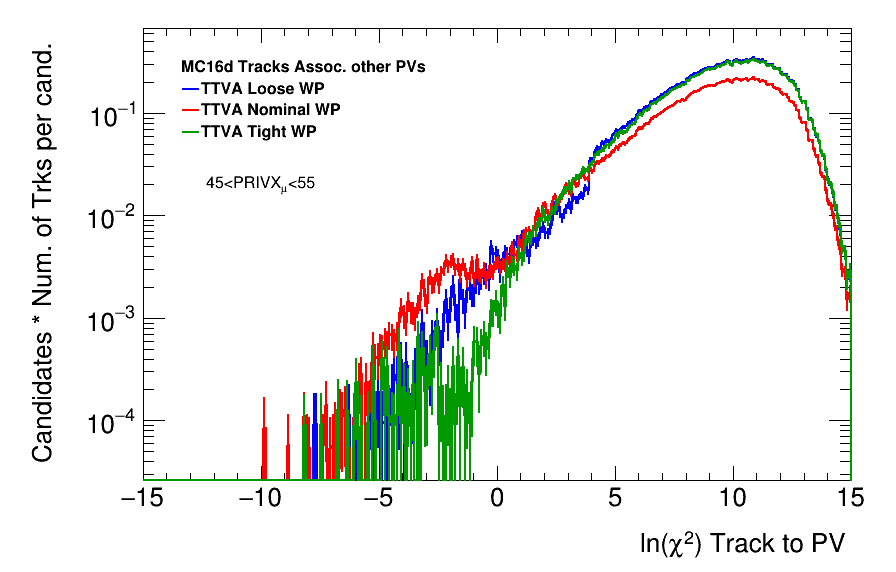 Candidates * Num. of Trks per cand.
MC16d Tracks Assoc. other PVs
TTVA Loose WP
TTVA Nominal WP
TTVA Tight WP
45<PRIVXμ<55
10⁻¹
10⁻²
10⁻³
10⁻⁴
−15 −10 −5 0 5 10 15
ln(χ²) Track to PV